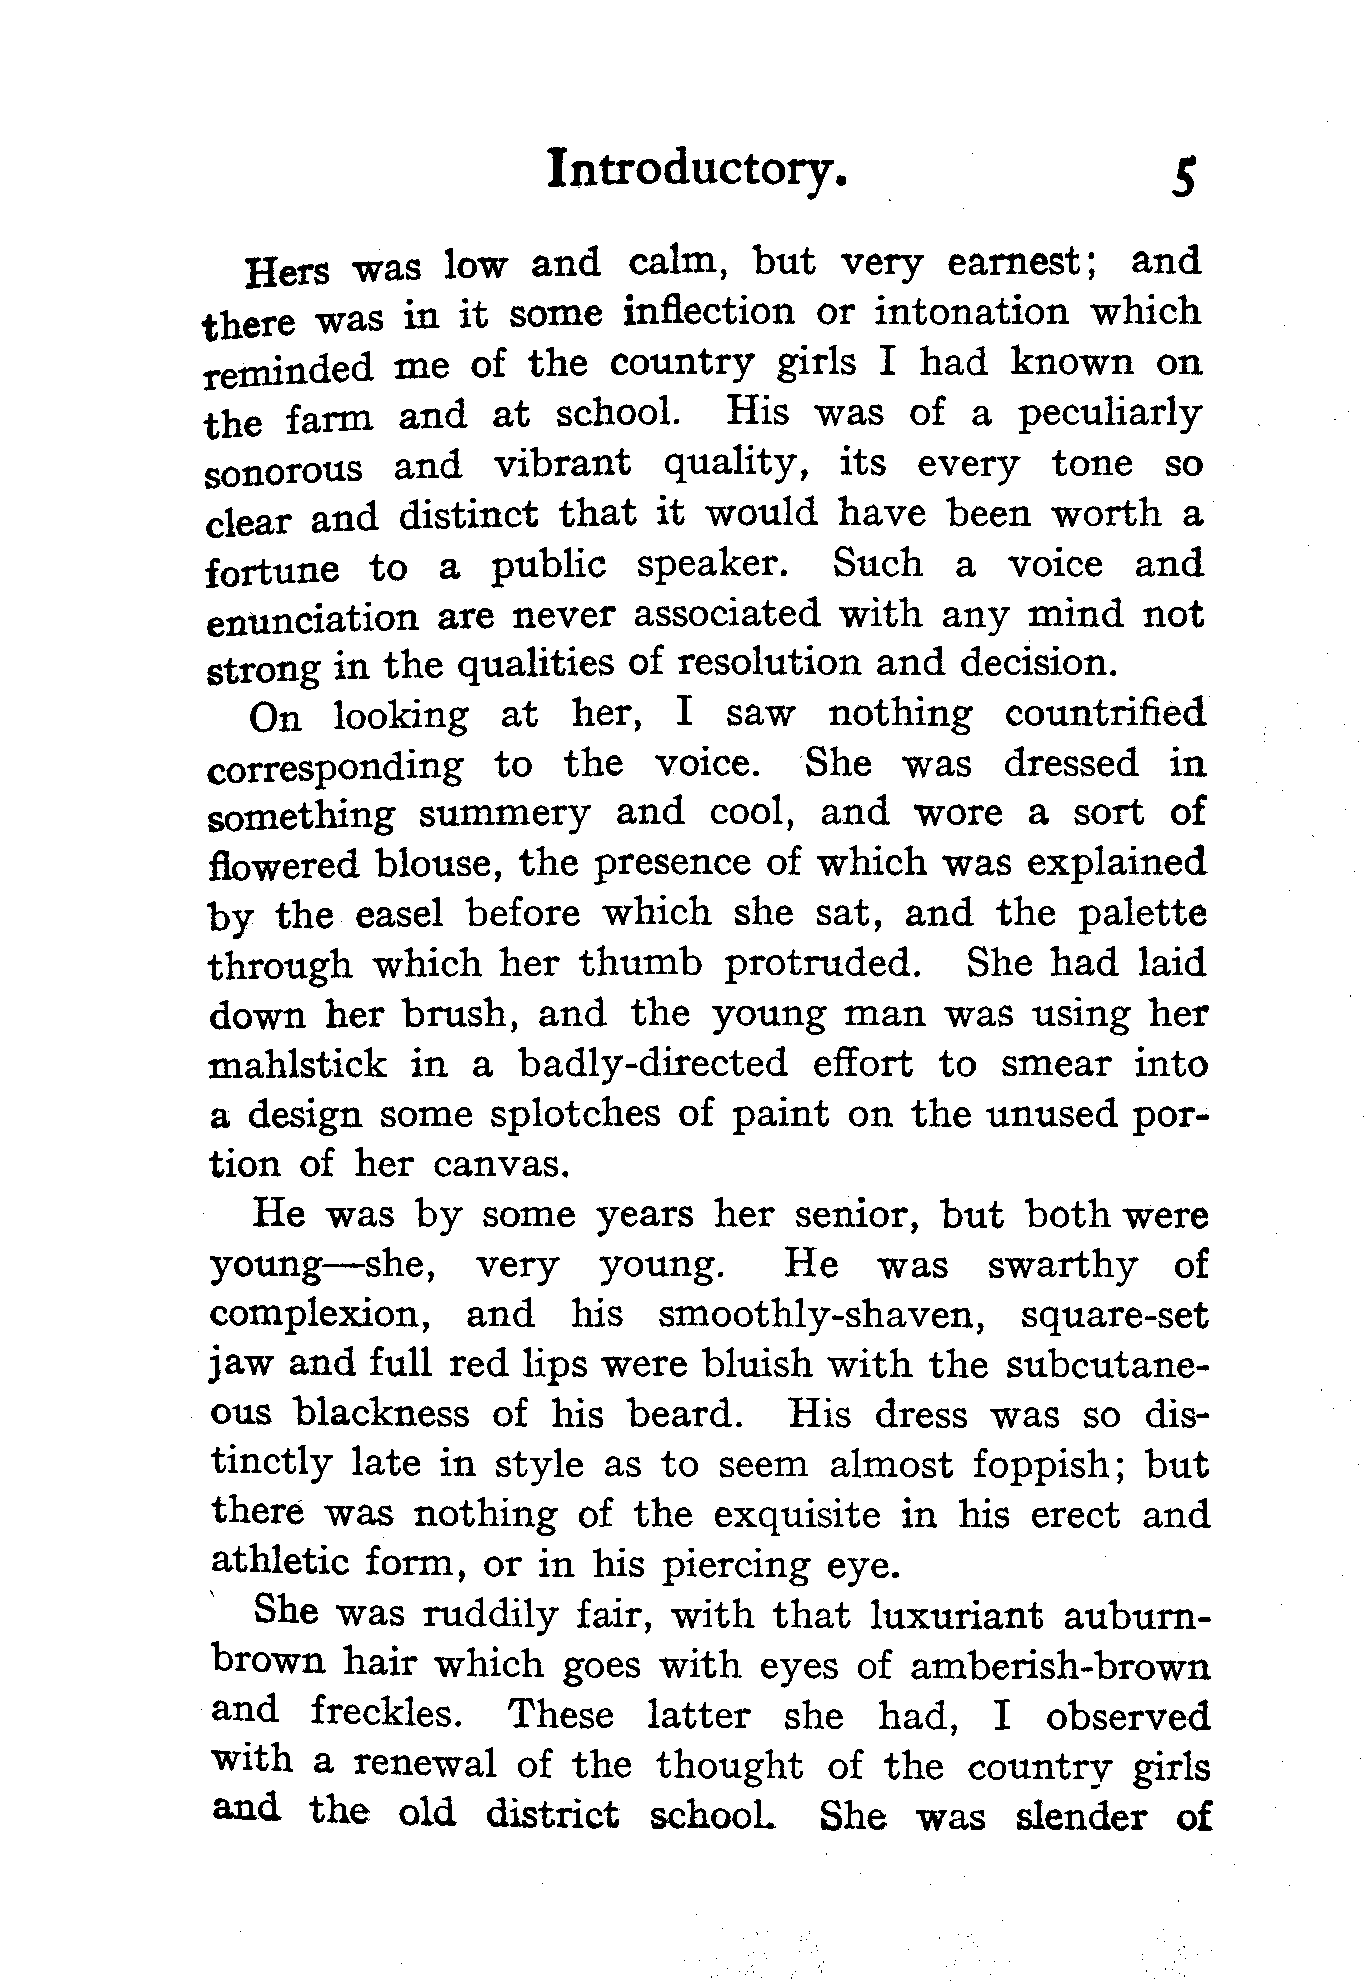 Introductory. 5
Hers was low and calm, but very earnest; and
there was in it some inflection or intonation which
reminded me of the country girls I had known on
the farm and at school. His was of a peculiarly
sonorous and vibrant quality, its every tone so
clear and distinct that it would have been worth a
fortune to a public speaker. Such a voice and
enunciation are never associated with any mind not
strong in the qualities of resolution and decision.
On looking at her, I saw nothing countrified
corresponding to the voice. She was dressed in
something summery and cool, and wore a sort of
flowered blouse, the presence of which was explained
by the easel before which she sat, and the palette
through which her thumb protruded. She had laid
down her brush, and the young man was using her
mahlstick in a badly-directed effort to smear into
a design some splotches of paint on the unused por-
tion of her canvas.
He was by some years her senior, but both were
young—she, very young. He was swarthy of
complexion, and his smoothly-shaven, square-set
jaw and full red lips were bluish with the subcutane-
ous blackness of his beard. His dress was so dis-
tinctly late in style as to seem almost foppish; but
there was nothing of the exquisite in his erect and
athletic form, or in his piercing eye.
She was ruddily fair, with that luxuriant auburn-
brown hair which goes with eyes of amberish-brown
and freckles. These latter she had, I observed
with a renewal of the thought of the country girls
and the old district school. She was slender of